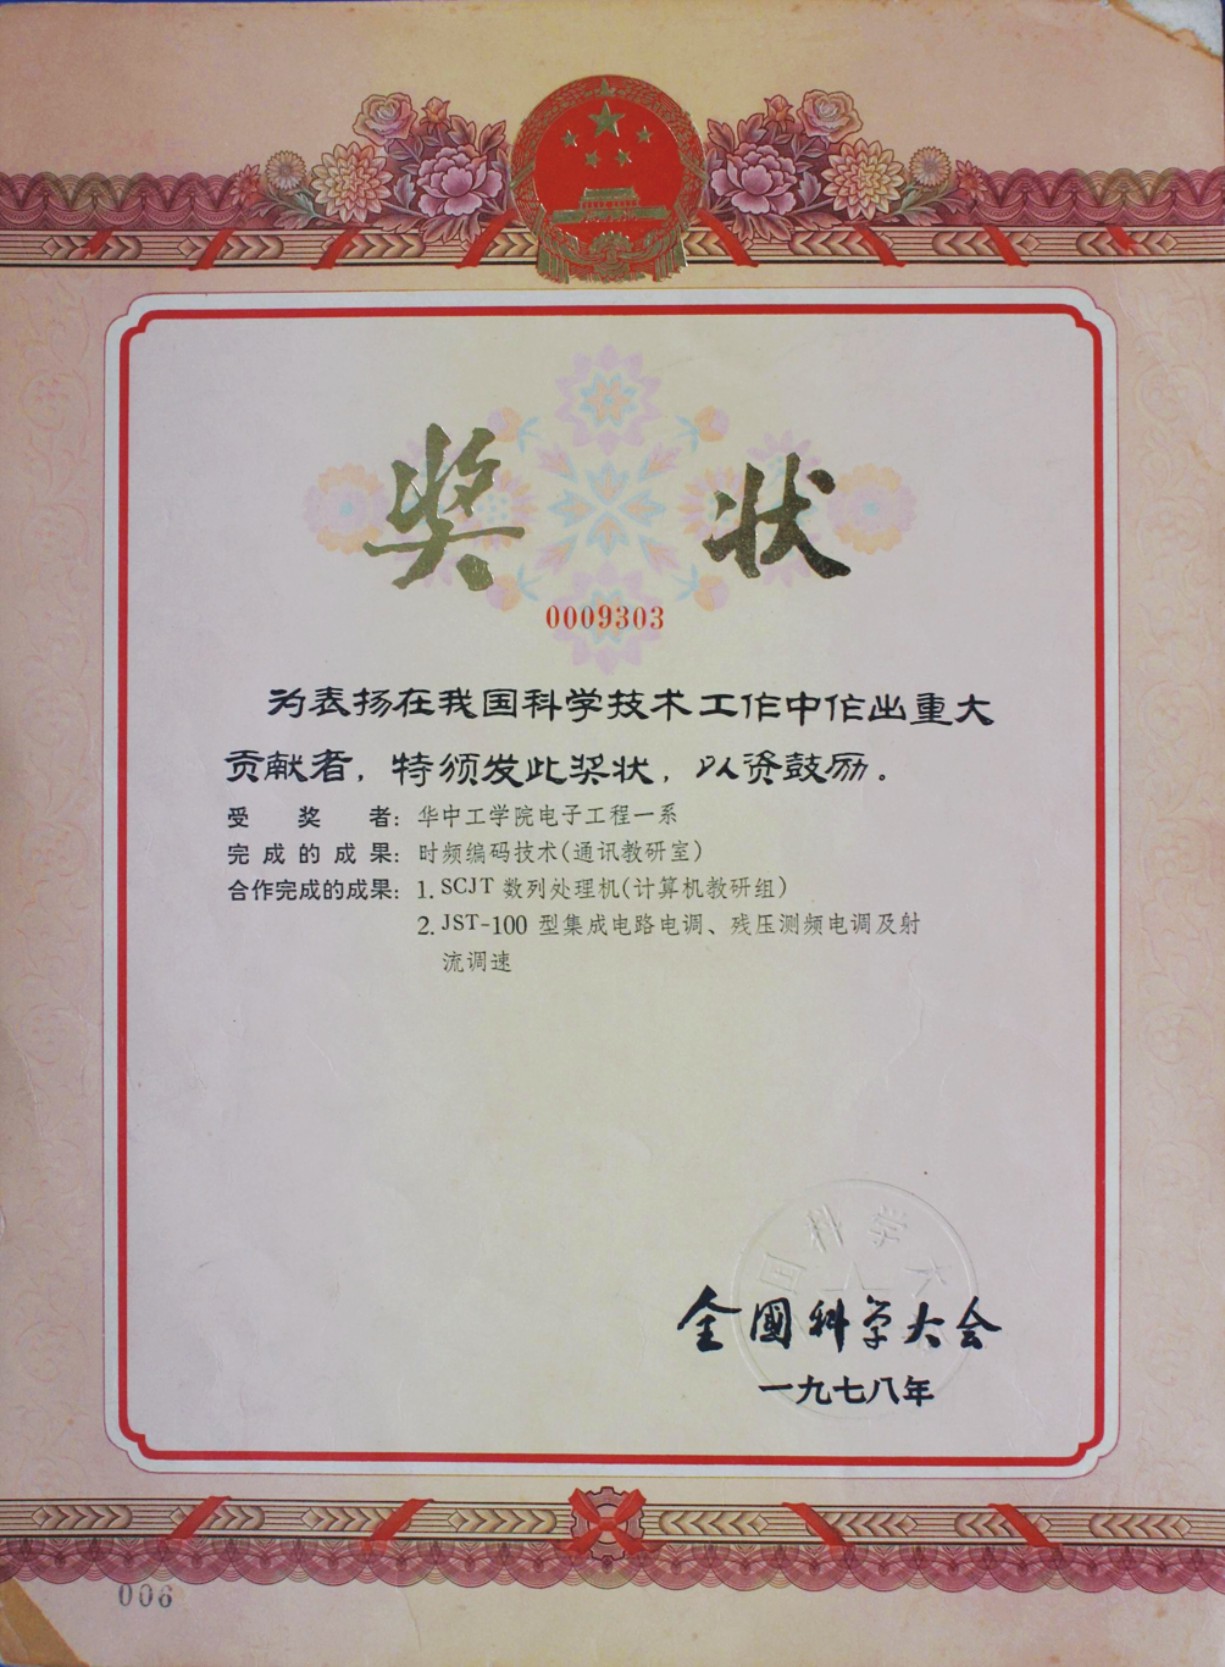 奖状
0009303
为表扬在我国科学技术工作中作出重大
贡献者，特颁发此奖状，以资鼓励。
受奖者：华中工学院电子工程一系
完成的成果：时频编码技术（通讯教研室）
合作完成的成果：1.SCJT 数列处理机（计算机教研组）
2.JST-100 型集成电路电调、残压测频电调及射
流调速
国科学大
全國科学大会
一九七八年
006